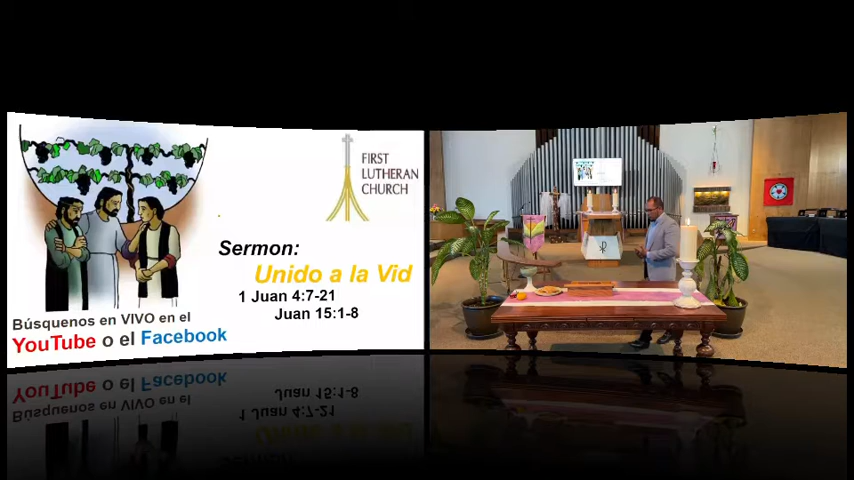 FIRST
LUTHERAN
CHURCH
Sermon:
Unido a la Vid
1 Juan 4:7-21
Juan 15:1-8
Búsquenos en VIVO en el
YouTube o el Facebook